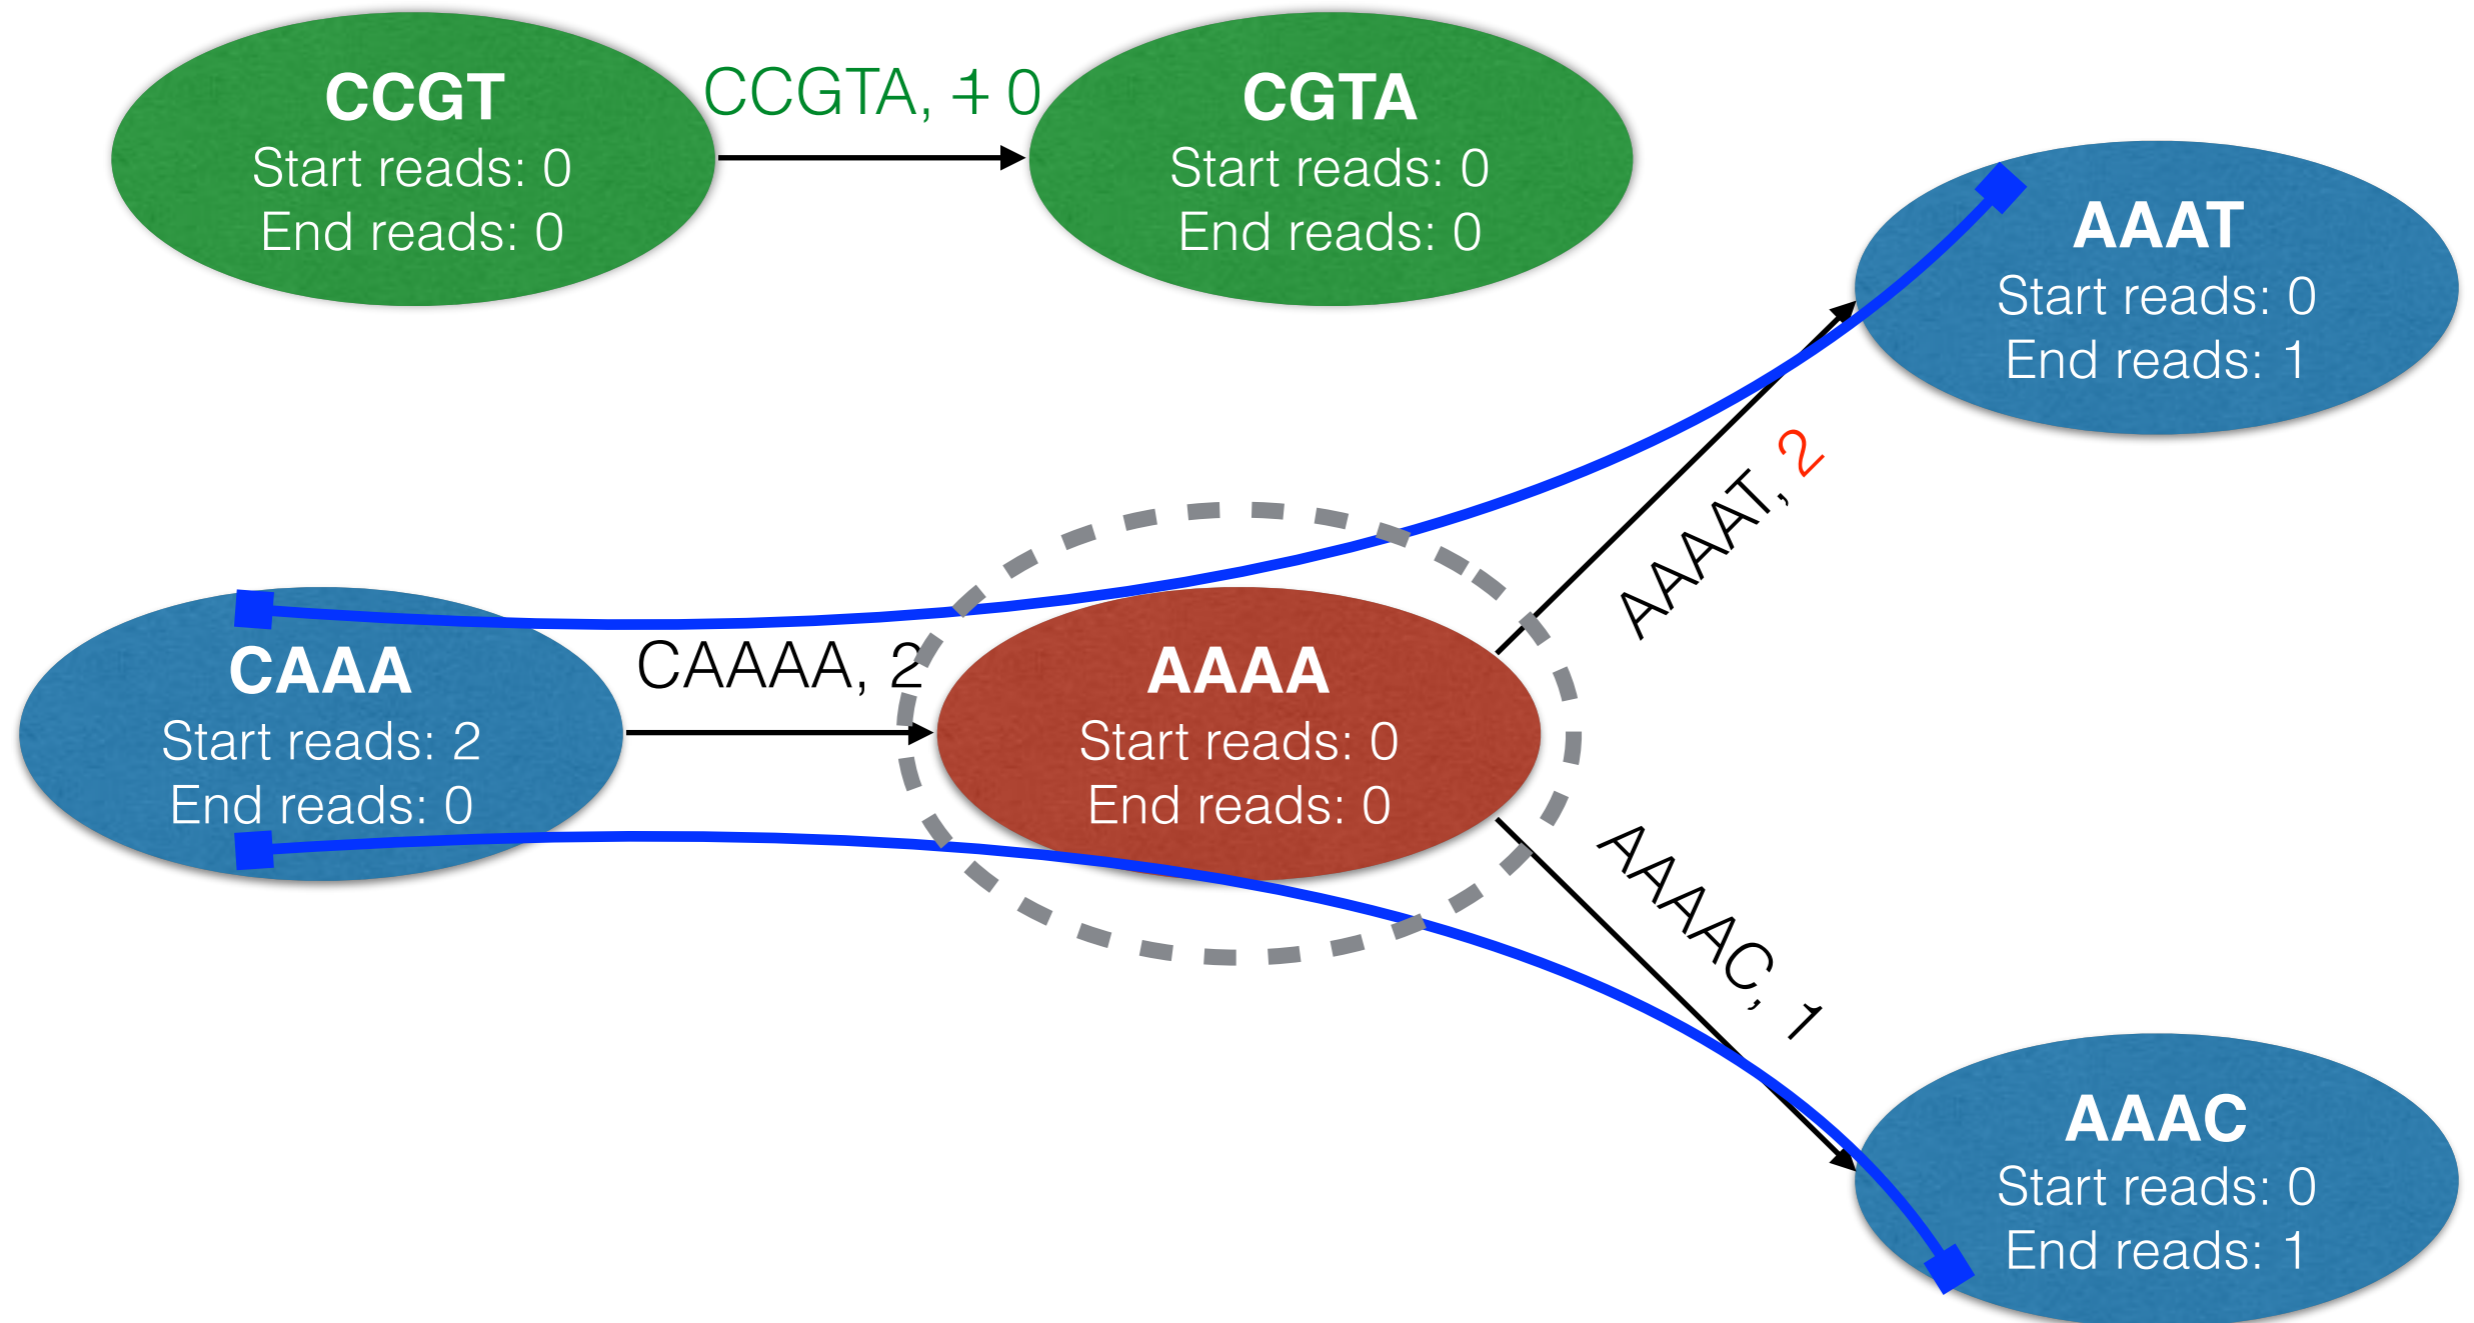 CCGT
Start reads: 0
End reads: 0
CCGTA, 1 0
CGTA
Start reads: 0
End reads: 0
AAAT
Start reads: 0
End reads: 1
AAAAT, 2
CAAA
Start reads: 2
End reads: 0
CAAAA, 2
AAAA
Start reads: 0
End reads: 0
AAAAC, 1
AAAC
Start reads: 0
End reads: 1